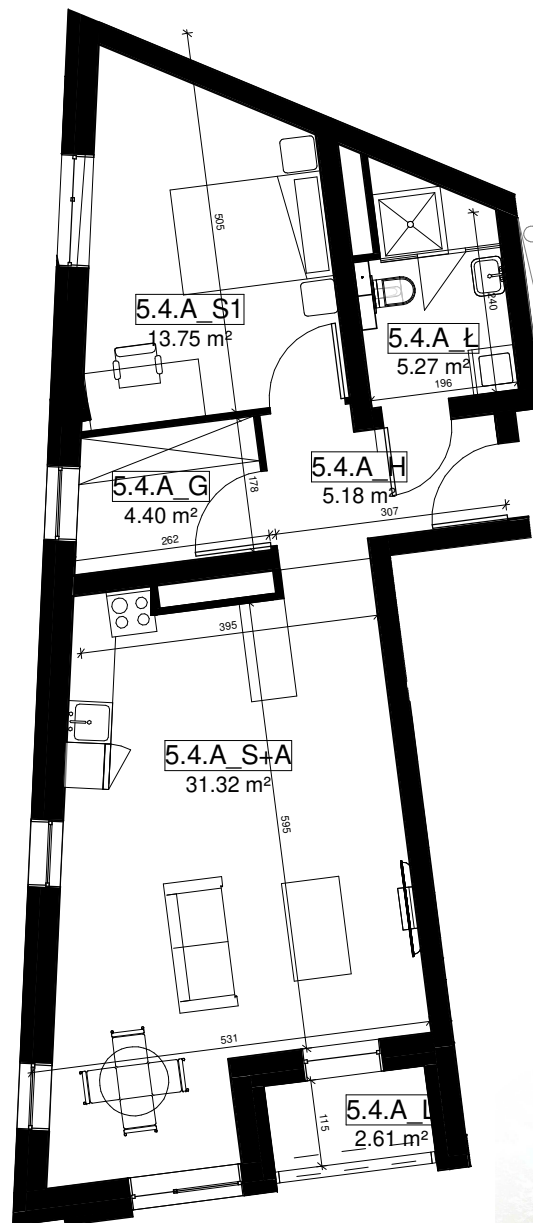 505
5.4.A_S1
13.75 m²
240
5.4.A_Ł
5.27 m²
196
5.4.A_H
5.18 m²
5.4.A_G
4.40 m²
178
307
262
395
5.4.A_S+A
31.32 m²
595
531
115
5.4.A_L
2.61 m²